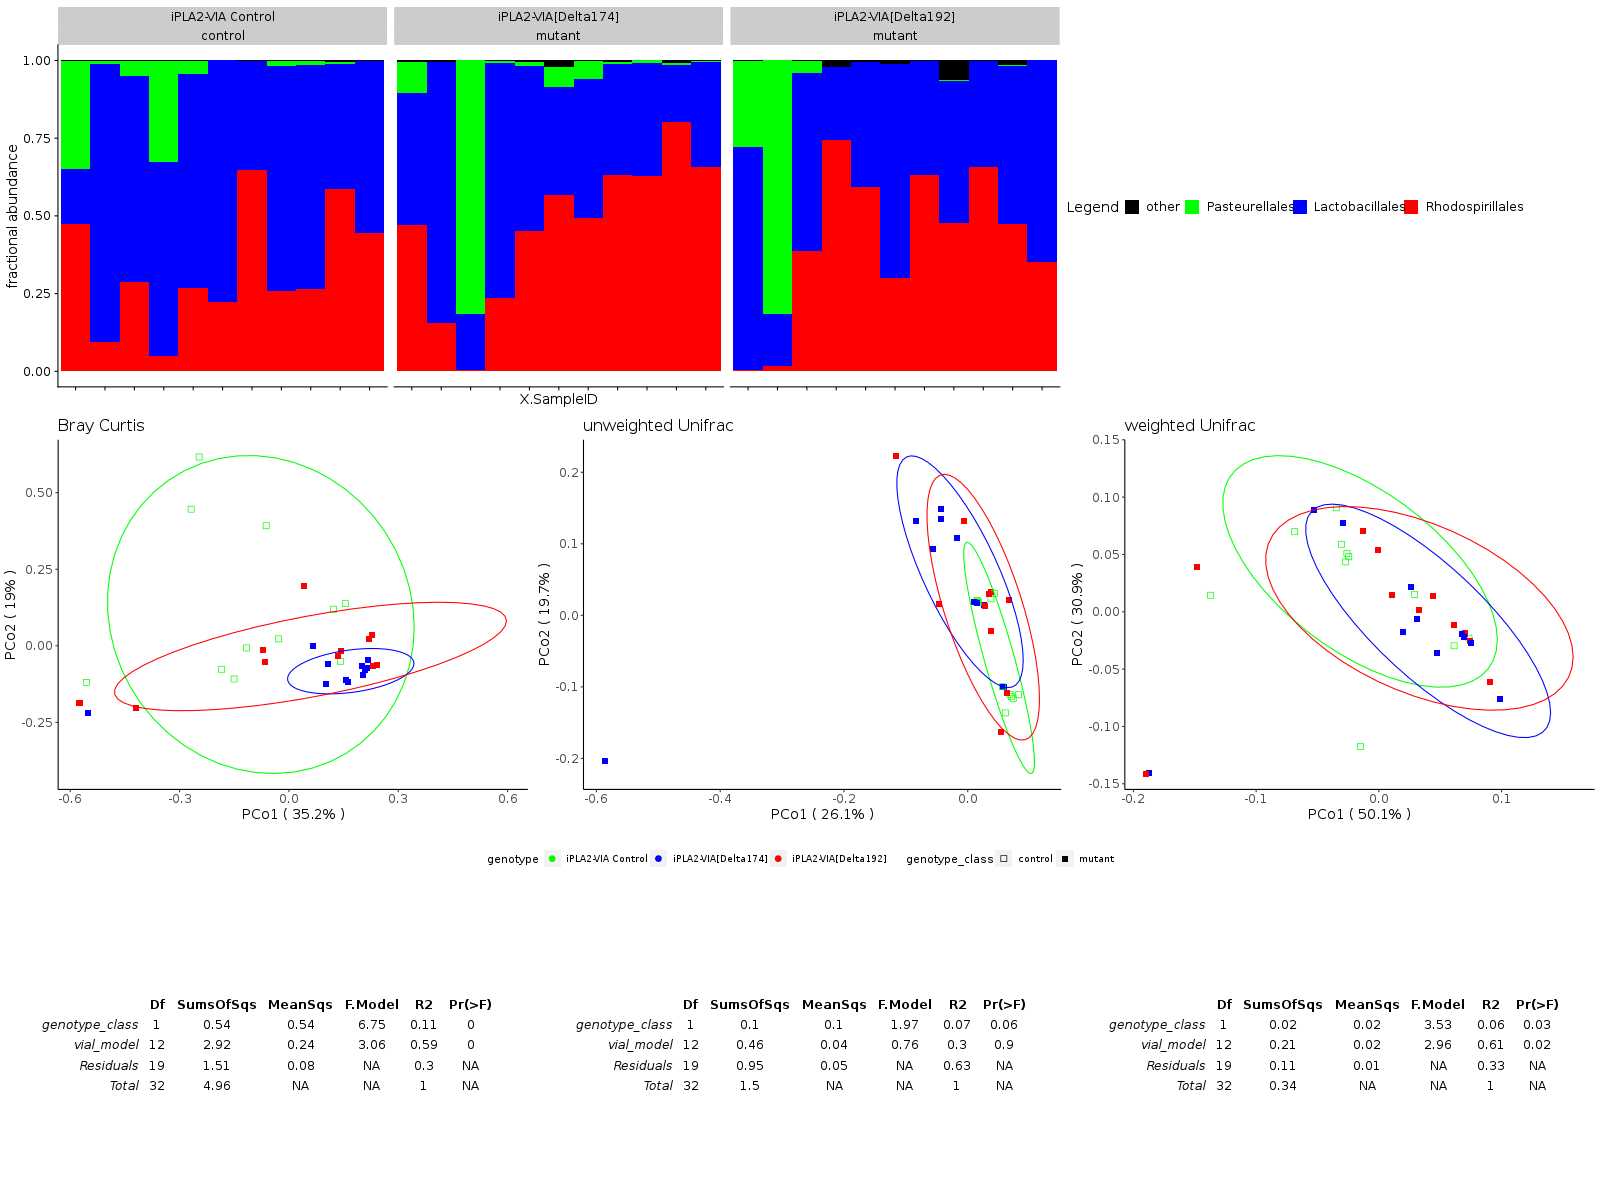 iPLA2-VIA Control
control
iPLA2-VIA[Delta174]
mutant
iPLA2-VIA[Delta192]
mutant
fractional abundance
1.00
0.75
0.50
0.25
0.00
X.SampleID
Legend other Pasteurellales Lactobacillales Rhodospirillales
Bray Curtis
PCo2 ( 19% )
0.50
0.25
0.00
-0.25
-0.6 -0.3 0.0 0.3 0.6
PCo1 ( 35.2% )
unweighted Unifrac
PCo2 ( 19.7% )
0.2
0.1
0.0
-0.1
-0.2
-0.6 -0.4 -0.2 0.0
PCo1 ( 26.1% )
weighted Unifrac
PCo2 ( 30.9% )
0.15
0.10
0.05
0.00
-0.05
-0.10
-0.15
-0.2 -0.1 0.0 0.1
PCo1 ( 50.1% )
genotype iPLA2-VIA Control iPLA2-VIA[Delta174] iPLA2-VIA[Delta192] genotype_class control mutant
Df SumsOfSqs MeanSqs F.Model R2 Pr(>F)
genotype_class 1 0.54 0.54 6.75 0.11 0
vial_model 12 2.92 0.24 3.06 0.59 0
Residuals 19 1.51 0.08 NA 0.3 NA
Total 32 4.96 NA NA 1 NA
Df SumsOfSqs MeanSqs F.Model R2 Pr(>F)
genotype_class 1 0.1 0.1 1.97 0.07 0.06
vial_model 12 0.46 0.04 0.76 0.3 0.9
Residuals 19 0.95 0.05 NA 0.63 NA
Total 32 1.5 NA NA 1 NA
Df SumsOfSqs MeanSqs F.Model R2 Pr(>F)
genotype_class 1 0.02 0.02 3.53 0.06 0.03
vial_model 12 0.21 0.02 2.96 0.61 0.02
Residuals 19 0.11 0.01 NA 0.33 NA
Total 32 0.34 NA NA 1 NA